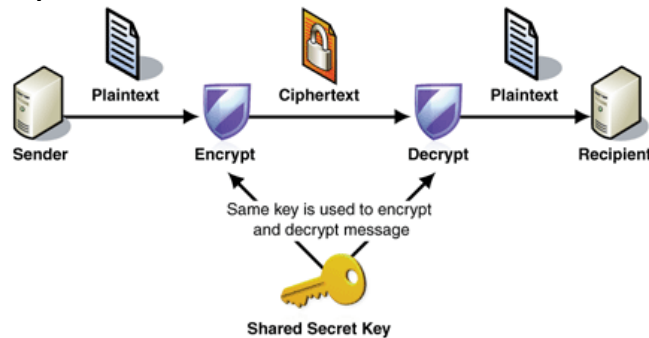 Plaintext
Ciphertext
Plaintext
Sender
Encrypt
Decrypt
Recipient
Same key is used to encrypt
and decrypt message
Shared Secret Key